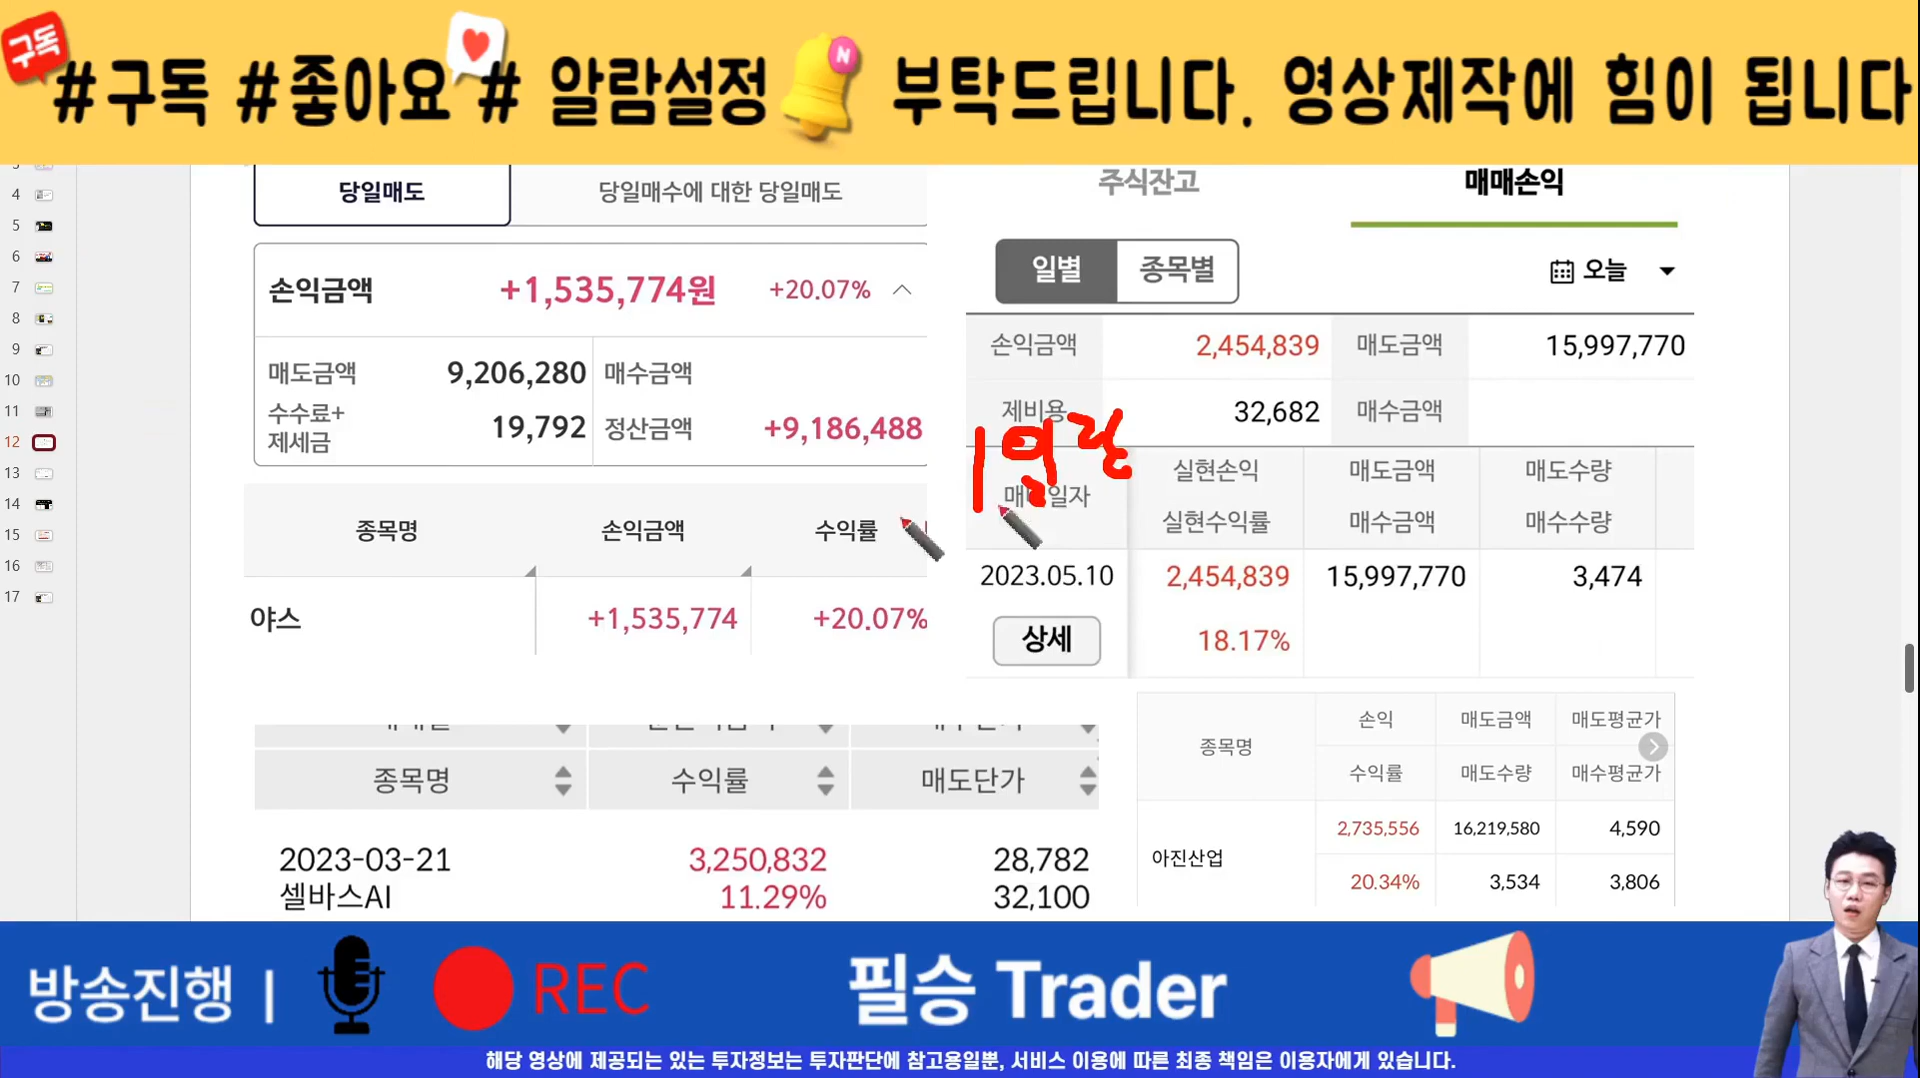 구독
#구독 #좋아요 # 알람설정 N 부탁드립니다. 영상제작에 힘이 됩니다
4
5
6
7
8
9
10
11
12
13
14
15
16
17
당일매도 당일매수에 대한 당일매도
손익금액 +1,535,774원 +20.07%
매도금액 9,206,280 매수금액
수수료+
제세금 19,792 정산금액 +9,186,488
종목명 손익금액 수익률
야스 +1,535,774 +20.07%
주식잔고 매매손익
일별 종목별 오늘
손익금액 2,454,839 매도금액 15,997,770
제비용 32,682 매수금액
실현손익 매도금액 매도수량
일자
실현수익률 매수금액 매수수량
2023.05.10 2,454,839 15,997,770 3,474
상세 18.17%
종목명 수익률 매도단가
2023-03-21 3,250,832 28,782
셀바스AI 11.29% 32,100
종목명 손익 매도금액 매도평균가
수익률 매도수량 매수평균가
아진산업 2,735,556 16,219,580 4,590
20.34% 3,534 3,806
방송진행 | REC 필승 Trader
해당 영상에 제공되는 있는 투자정보는 투자판단에 참고용일뿐, 서비스 이용에 따른 최종 책임은 이용자에게 있습니다.